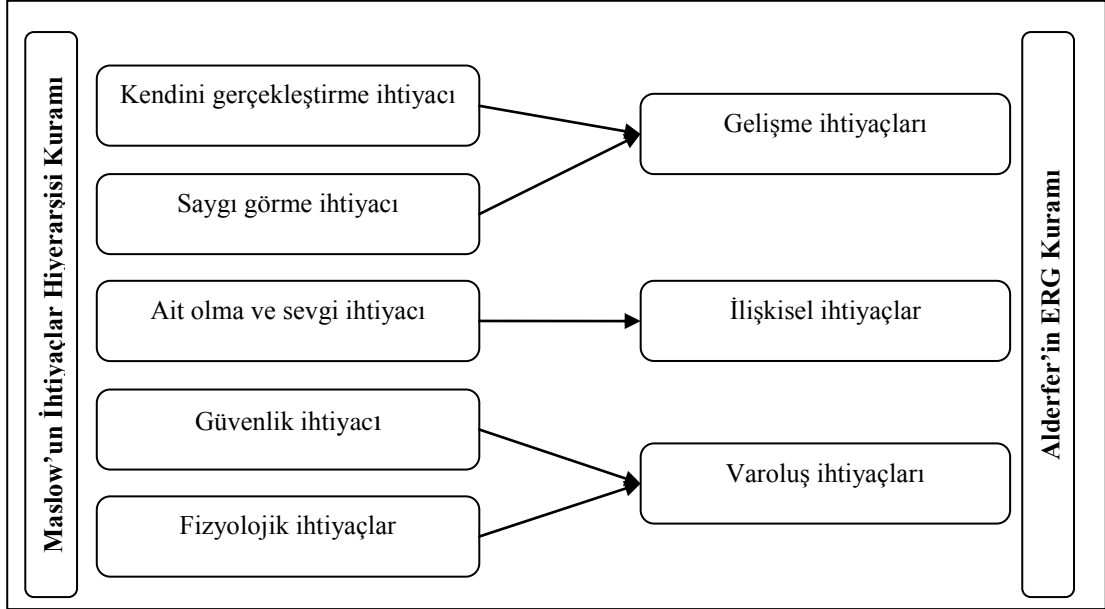 Maslow’un İhtiyaçlar Hiyerarşisi Kuramı
Kendini gerçekleştirme ihtiyacı
Saygı görme ihtiyacı
Ait olma ve sevgi ihtiyacı
Güvenlik ihtiyacı
Fizyolojik ihtiyaçlar
Gelişme ihtiyaçları
İlişkisel ihtiyaçlar
Varoluş ihtiyaçları
Alderfer’in ERG Kuramı